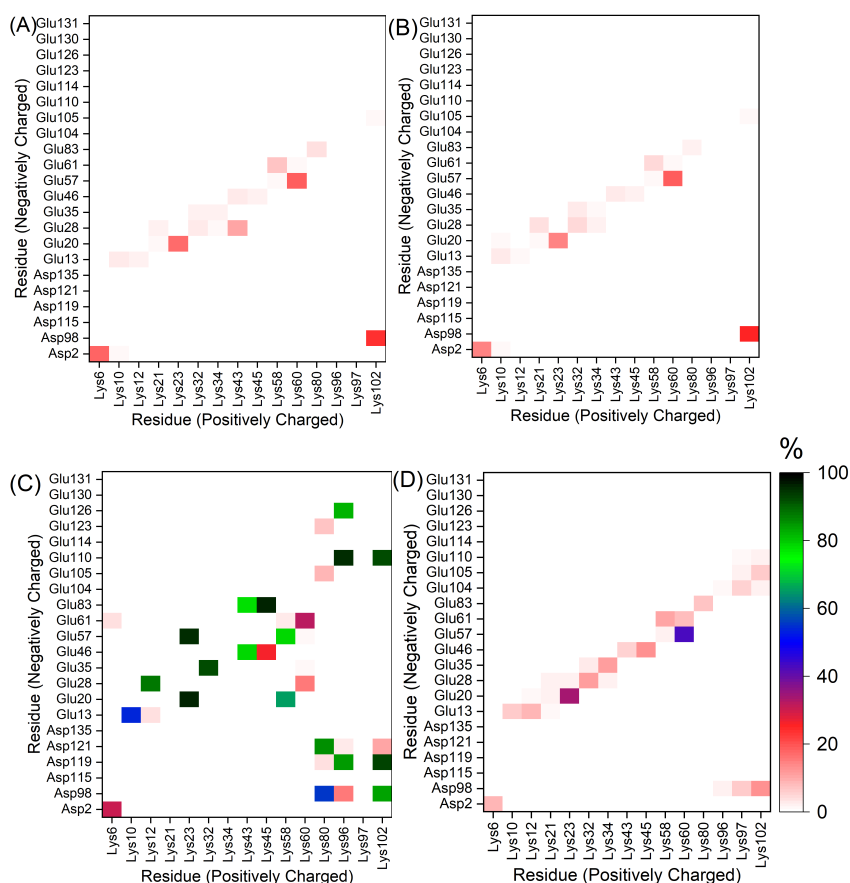 (A)
Glu131
Glu130
Glu126
Glu123
Glu114
Glu110
Glu105
Glu104
Glu83
Glu61
Glu57
Glu46
Glu35
Glu28
Glu20
Glu13
Asp135
Asp121
Asp119
Asp115
Asp98
Asp2
Residue (Negatively Charged)
Lys6
Lys10
Lys12
Lys21
Lys23
Lys32
Lys34
Lys43
Lys45
Lys58
Lys60
Lys80
Lys96
Lys97
Lys102
Residue (Positively Charged)
(B)
Glu131
Glu130
Glu126
Glu123
Glu114
Glu110
Glu105
Glu104
Glu83
Glu61
Glu57
Glu46
Glu35
Glu28
Glu20
Glu13
Asp135
Asp121
Asp119
Asp115
Asp98
Asp2
Residue (Negatively Charged)
Lys6
Lys10
Lys12
Lys21
Lys23
Lys32
Lys34
Lys43
Lys45
Lys58
Lys60
Lys80
Lys96
Lys97
Lys102
Residue (Positively Charged)
(C)
Glu131
Glu130
Glu126
Glu123
Glu114
Glu110
Glu105
Glu104
Glu83
Glu61
Glu57
Glu46
Glu35
Glu28
Glu20
Glu13
Asp135
Asp121
Asp119
Asp115
Asp98
Asp2
Residue (Negatively Charged)
Lys6
Lys10
Lys12
Lys21
Lys23
Lys32
Lys34
Lys43
Lys45
Lys58
Lys60
Lys80
Lys96
Lys97
Lys102
Residue (Positively Charged)
(D)
Glu131
Glu130
Glu126
Glu123
Glu114
Glu110
Glu105
Glu104
Glu83
Glu61
Glu57
Glu46
Glu35
Glu28
Glu20
Glu13
Asp135
Asp121
Asp119
Asp115
Asp98
Asp2
Residue (Negatively Charged)
Lys6
Lys10
Lys12
Lys21
Lys23
Lys32
Lys34
Lys43
Lys45
Lys58
Lys60
Lys80
Lys96
Lys97
Lys102
Residue (Positively Charged)
%
100
80
60
40
20
0